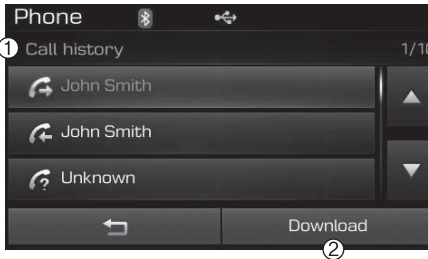 Phone
① Call history 1/10
John Smith
John Smith
Unknown
Download
②